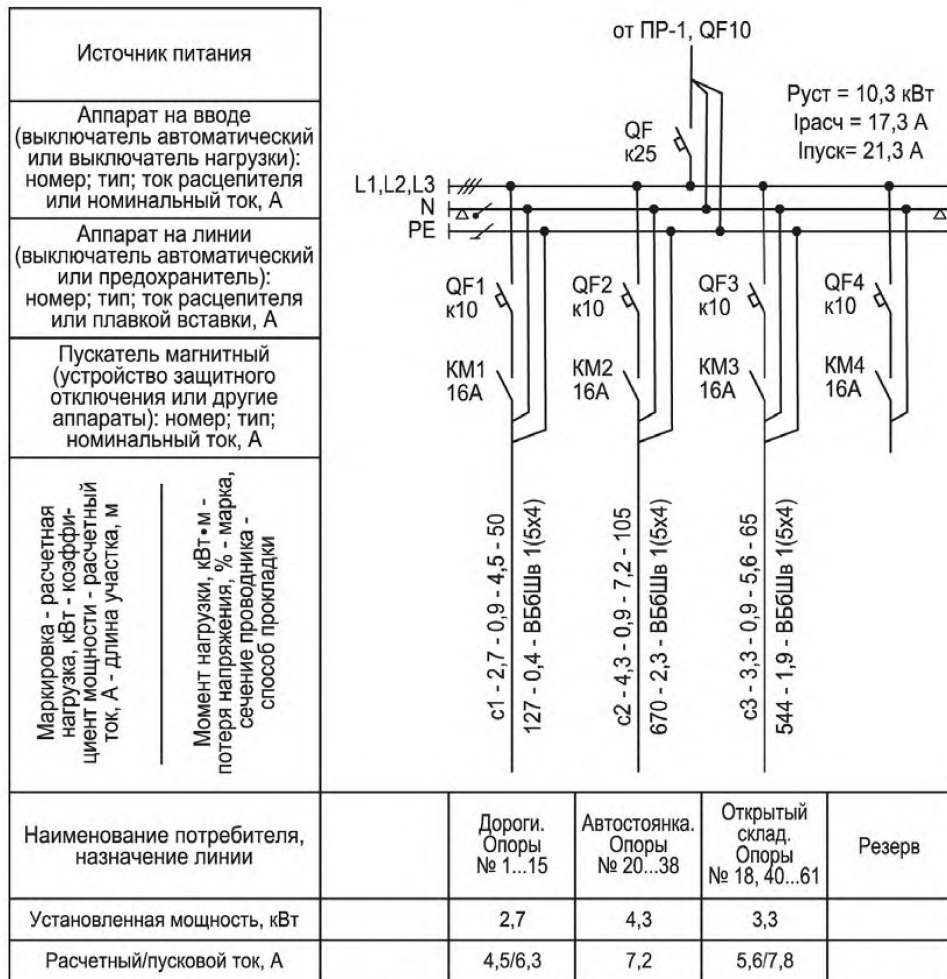 Источник питания
Аппарат на вводе
(выключатель автоматический
или выключатель нагрузки):
номер; тип; ток расцепителя
или номинальный ток, А
Аппарат на линии
(выключатель автоматический
или предохранитель):
номер; тип; ток расцепителя
или плавкой вставки, А
Пускатель магнитный
(устройство защитного
отключения или другие
аппараты): номер; тип;
номинальный ток, А
Маркировка - расчетная
нагрузка, кВт - коэффи-
циент мощности - расчетный
ток, А - длина участка, м
Момент нагрузки, кВт•м -
потеря напряжения, % - марка,
сечение проводника -
способ прокладки
от ПР-1, QF10
Руст = 10,3 кВт
Iрасч = 17,3 А
Iпуск= 21,3 А
QF
к25
L1,L2,L3
N
PE
QF1
к10
QF2
к10
QF3
к10
QF4
к10
КМ1
16А
КМ2
16А
КМ3
16А
КМ4
16А
с1 - 2,7 - 0,9 - 4,5 - 50
127 - 0,4 - ВБбШв 1(5х4)
с2 - 4,3 - 0,9 - 7,2 - 105
670 - 2,3 - ВБбШв 1(5х4)
с3 - 3,3 - 0,9 - 5,6 - 65
544 - 1,9 - ВБбШв 1(5х4)
Наименование потребителя,
назначение линии
Дороги.
Опоры
№ 1...15
Автостоянка.
Опоры
№ 20...38
Открытый
склад.
Опоры
№ 18, 40...61
Резерв
Установленная мощность, кВт
2,7
4,3
3,3
Расчетный/пусковой ток, А
4,5/6,3
7,2
5,6/7,8